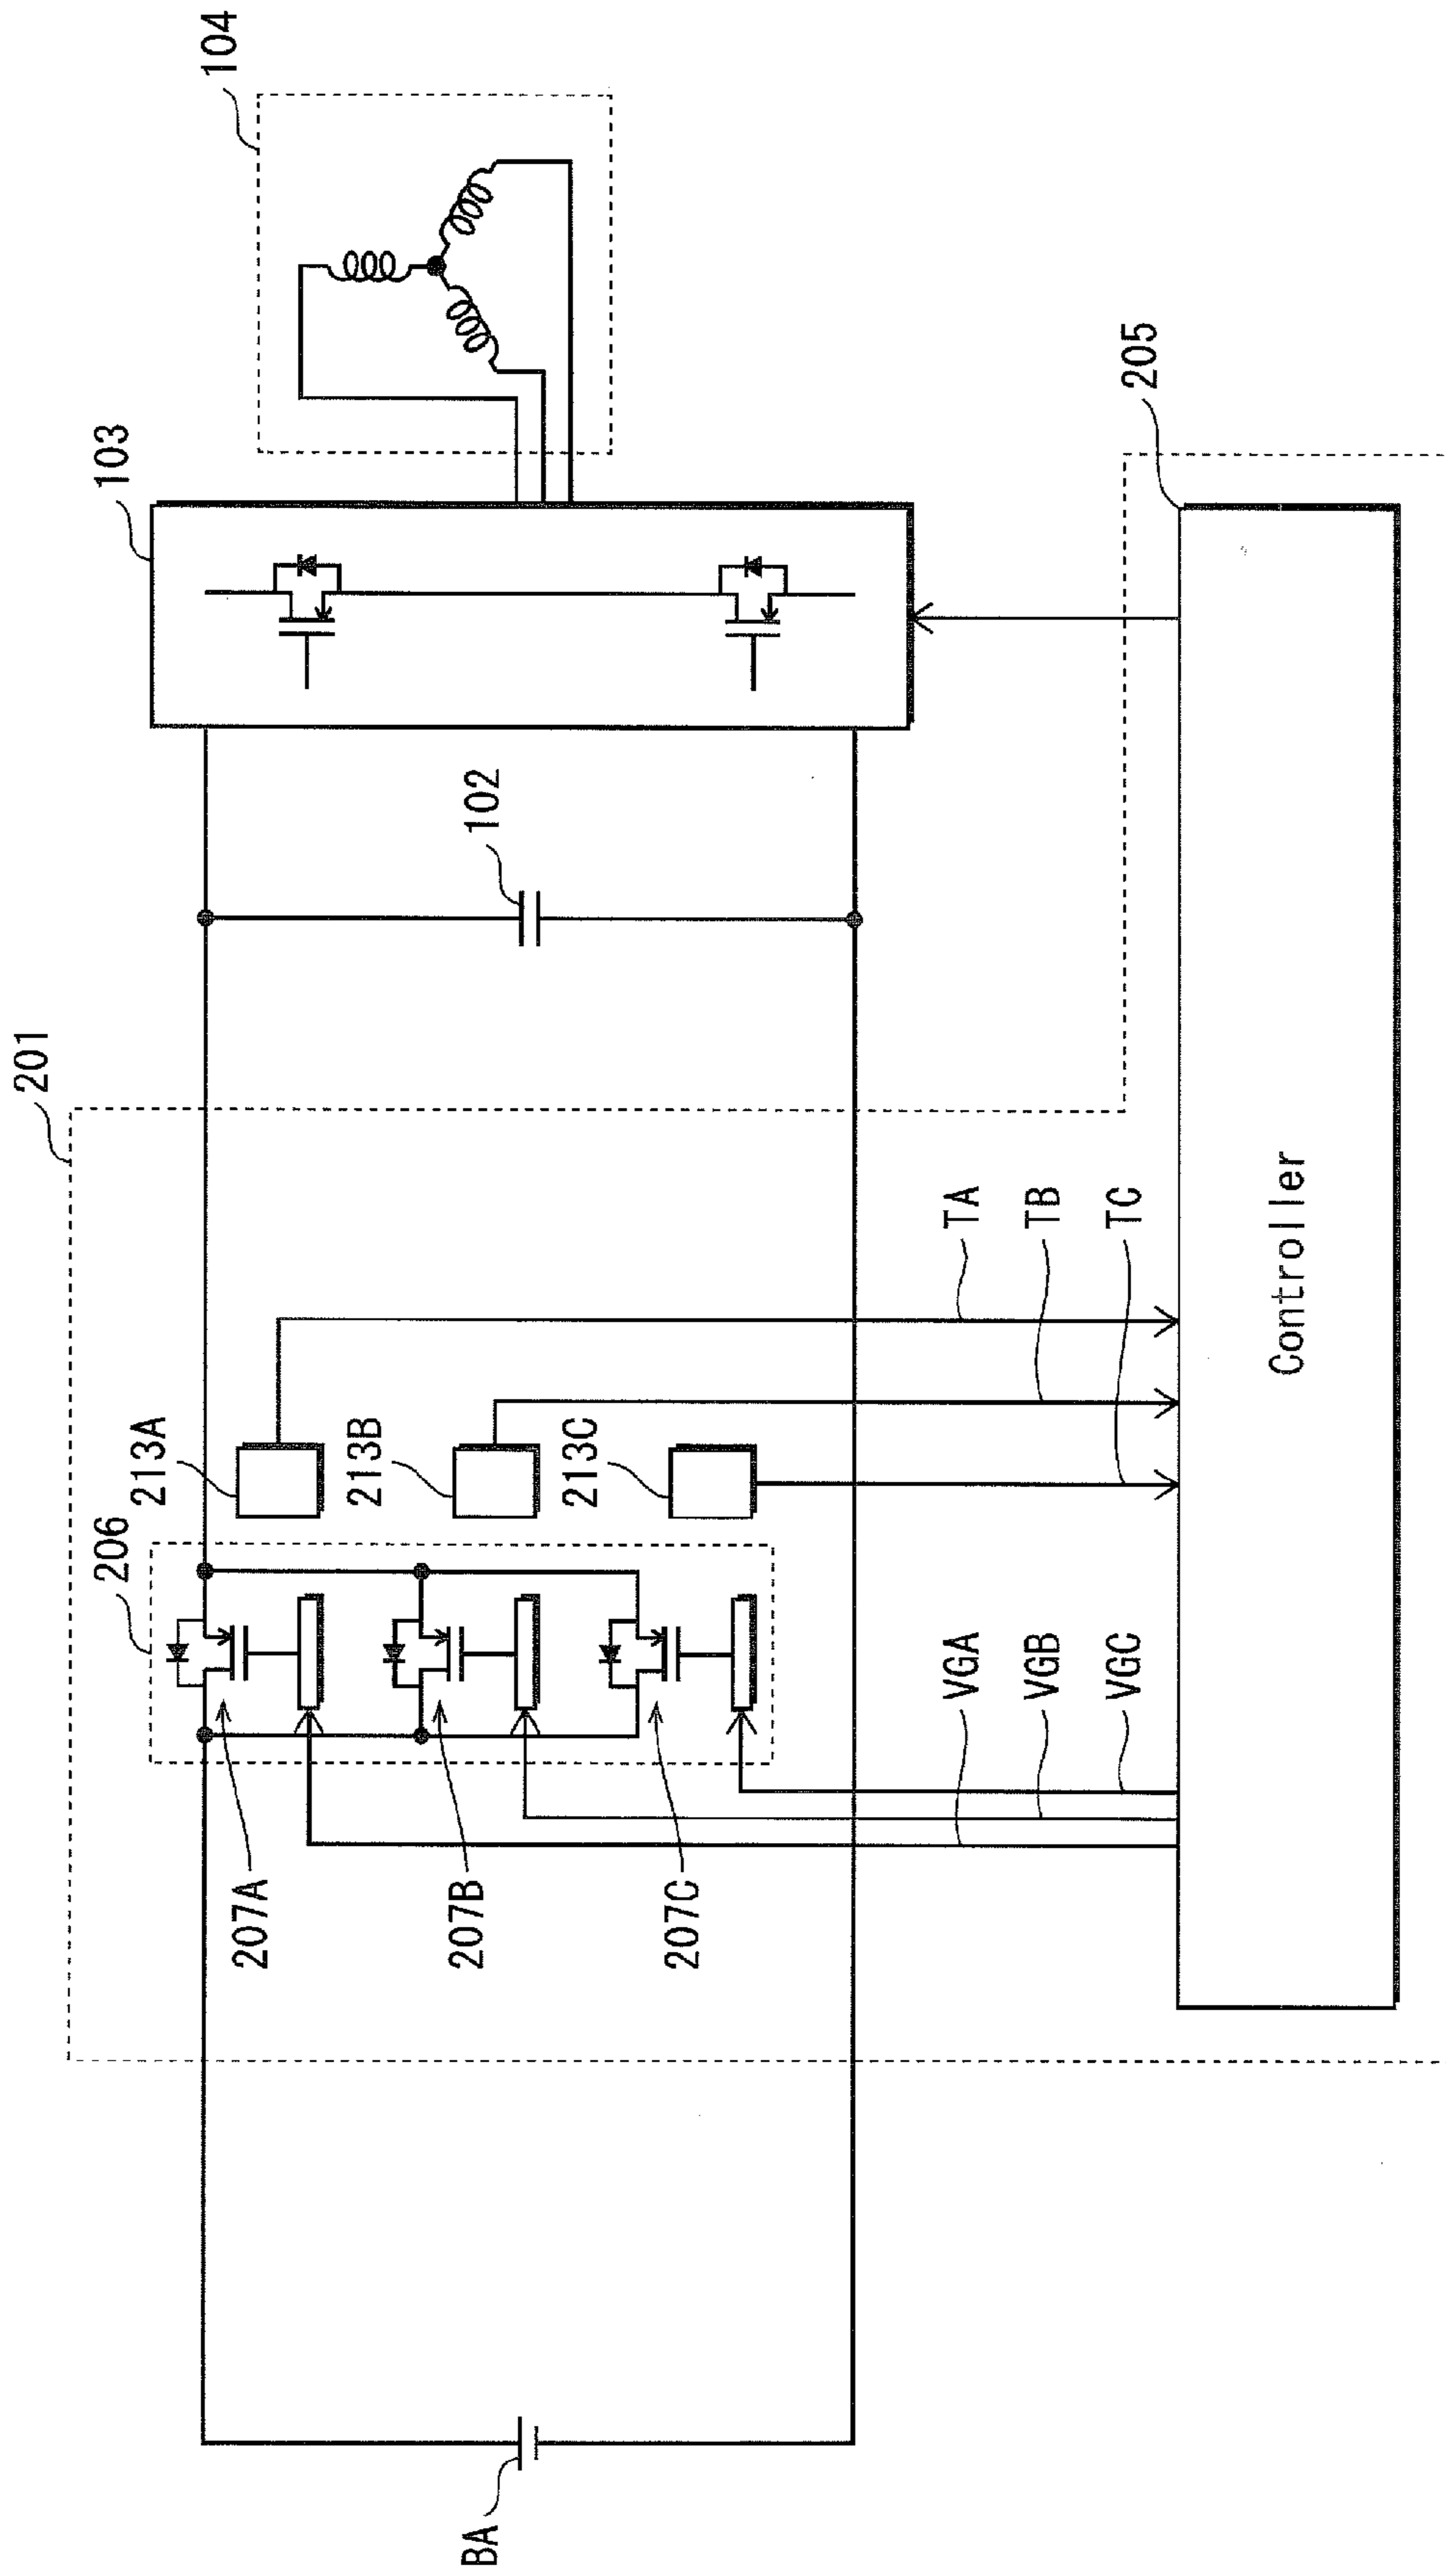 201
206
213A
213B
213C
207A
207B
207C
BA
102
103
104
TA
TB
TC
VGA
VGB
VGC
205
Controller